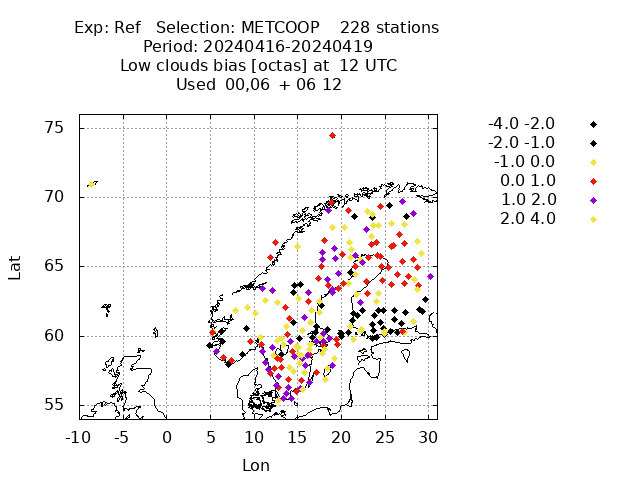 Exp: Ref   Selection: METCOOP    228 stations
Period: 20240416-20240419
Low clouds bias [octas] at  12 UTC
Used  00,06  + 06 12
-4.0 -2.0
-2.0 -1.0
-1.0 0.0
0.0 1.0
1.0 2.0
2.0 4.0
75
70
65
60
55
Lat
-10 -5 0 5 10 15 20 25 30
Lon